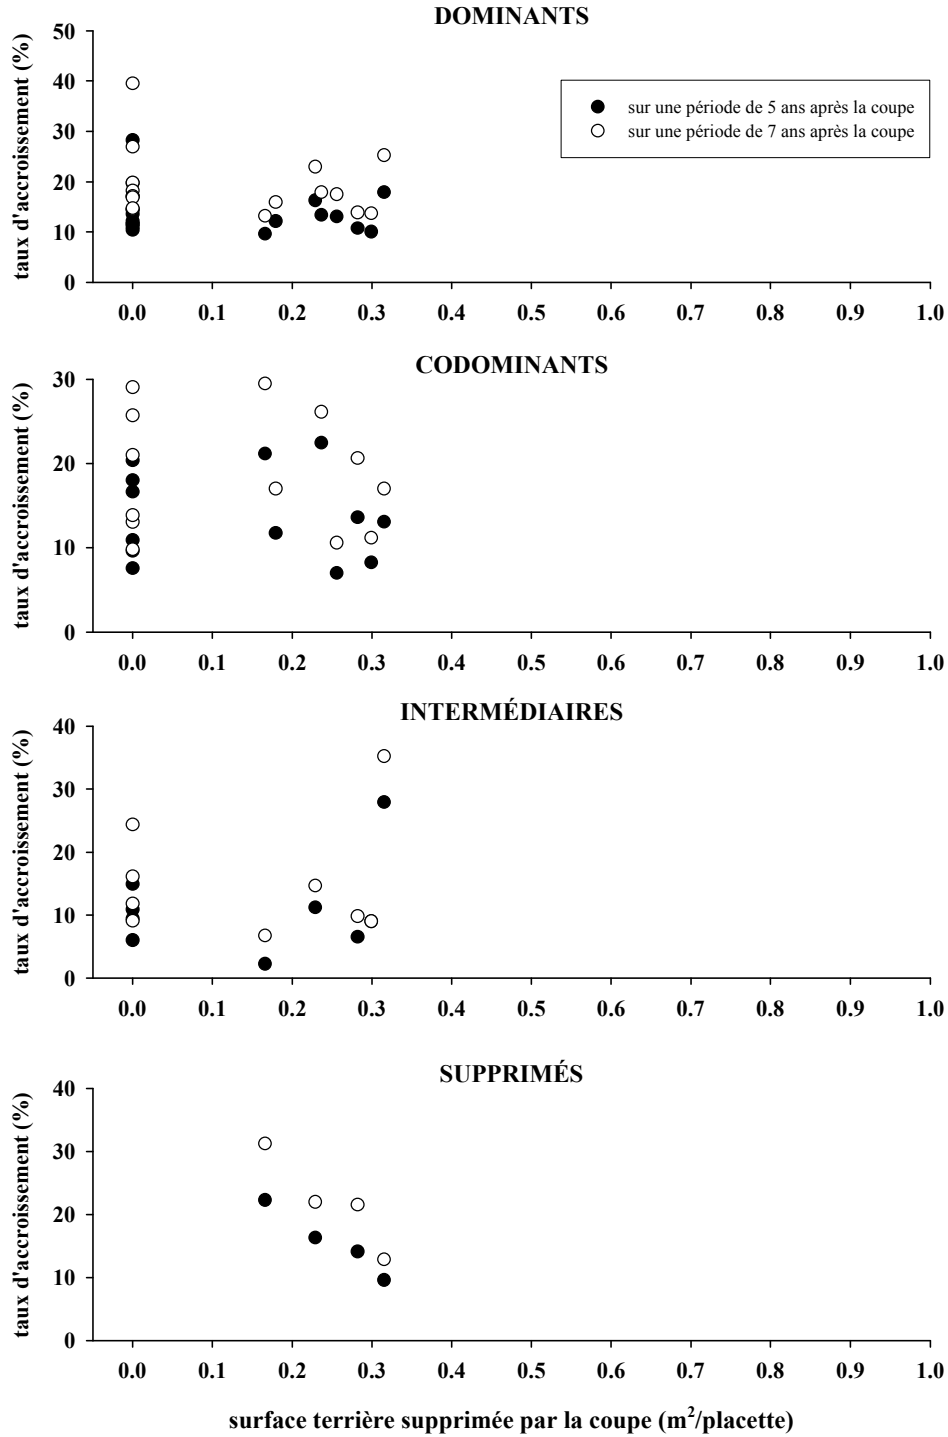 DOMINANTS
taux d'accroissement (%)
50
40
30
20
10
0
sur une période de 5 ans après la coupe
sur une période de 7 ans après la coupe
0.0 0.1 0.2 0.3 0.4 0.5 0.6 0.7 0.8 0.9 1.0
CODOMINANTS
taux d'accroissement (%)
30
20
10
0
0.0 0.1 0.2 0.3 0.4 0.5 0.6 0.7 0.8 0.9 1.0
INTERMÉDIAIRES
taux d'accroissement (%)
40
30
20
10
0
0.0 0.1 0.2 0.3 0.4 0.5 0.6 0.7 0.8 0.9 1.0
SUPPRIMÉS
taux d'accroissement (%)
40
30
20
10
0
0.0 0.1 0.2 0.3 0.4 0.5 0.6 0.7 0.8 0.9 1.0
surface terrière supprimée par la coupe (m²/placette)